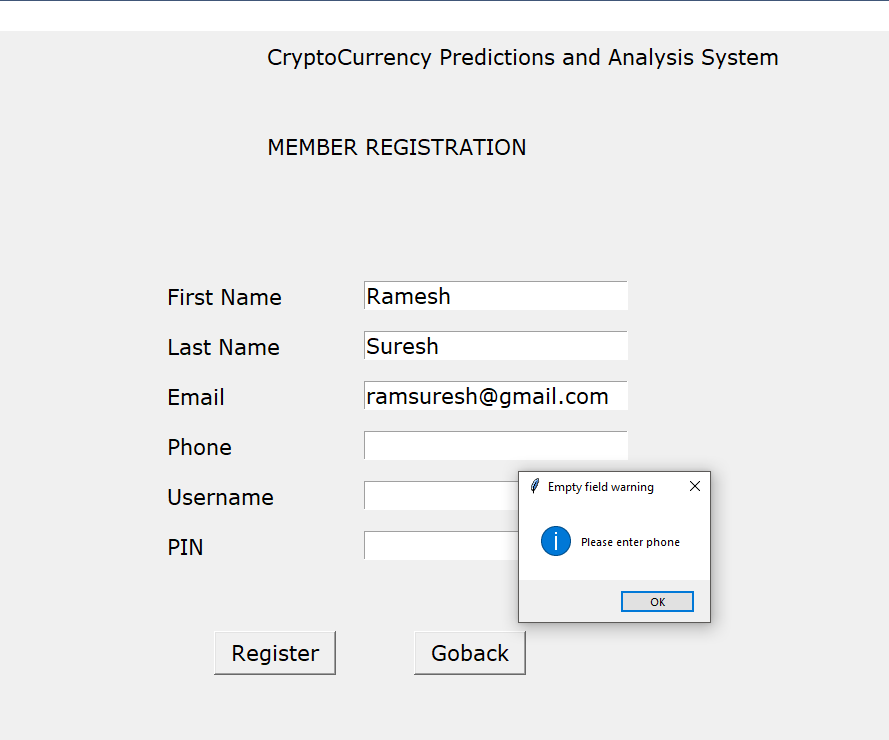 CryptoCurrency Predictions and Analysis System
MEMBER REGISTRATION
First Name Ramesh
Last Name Suresh
Email ramsuresh@gmail.com
Phone
Username
PIN
Empty field warning
Please enter phone
OK
Register Goback